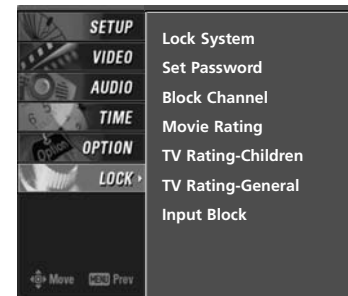 SETUP
VIDEO
AUDIO
TIME
OPTION
LOCK
Move MENU Prev
Lock System
Set Password
Block Channel
Movie Rating
TV Rating-Children
TV Rating-General
Input Block